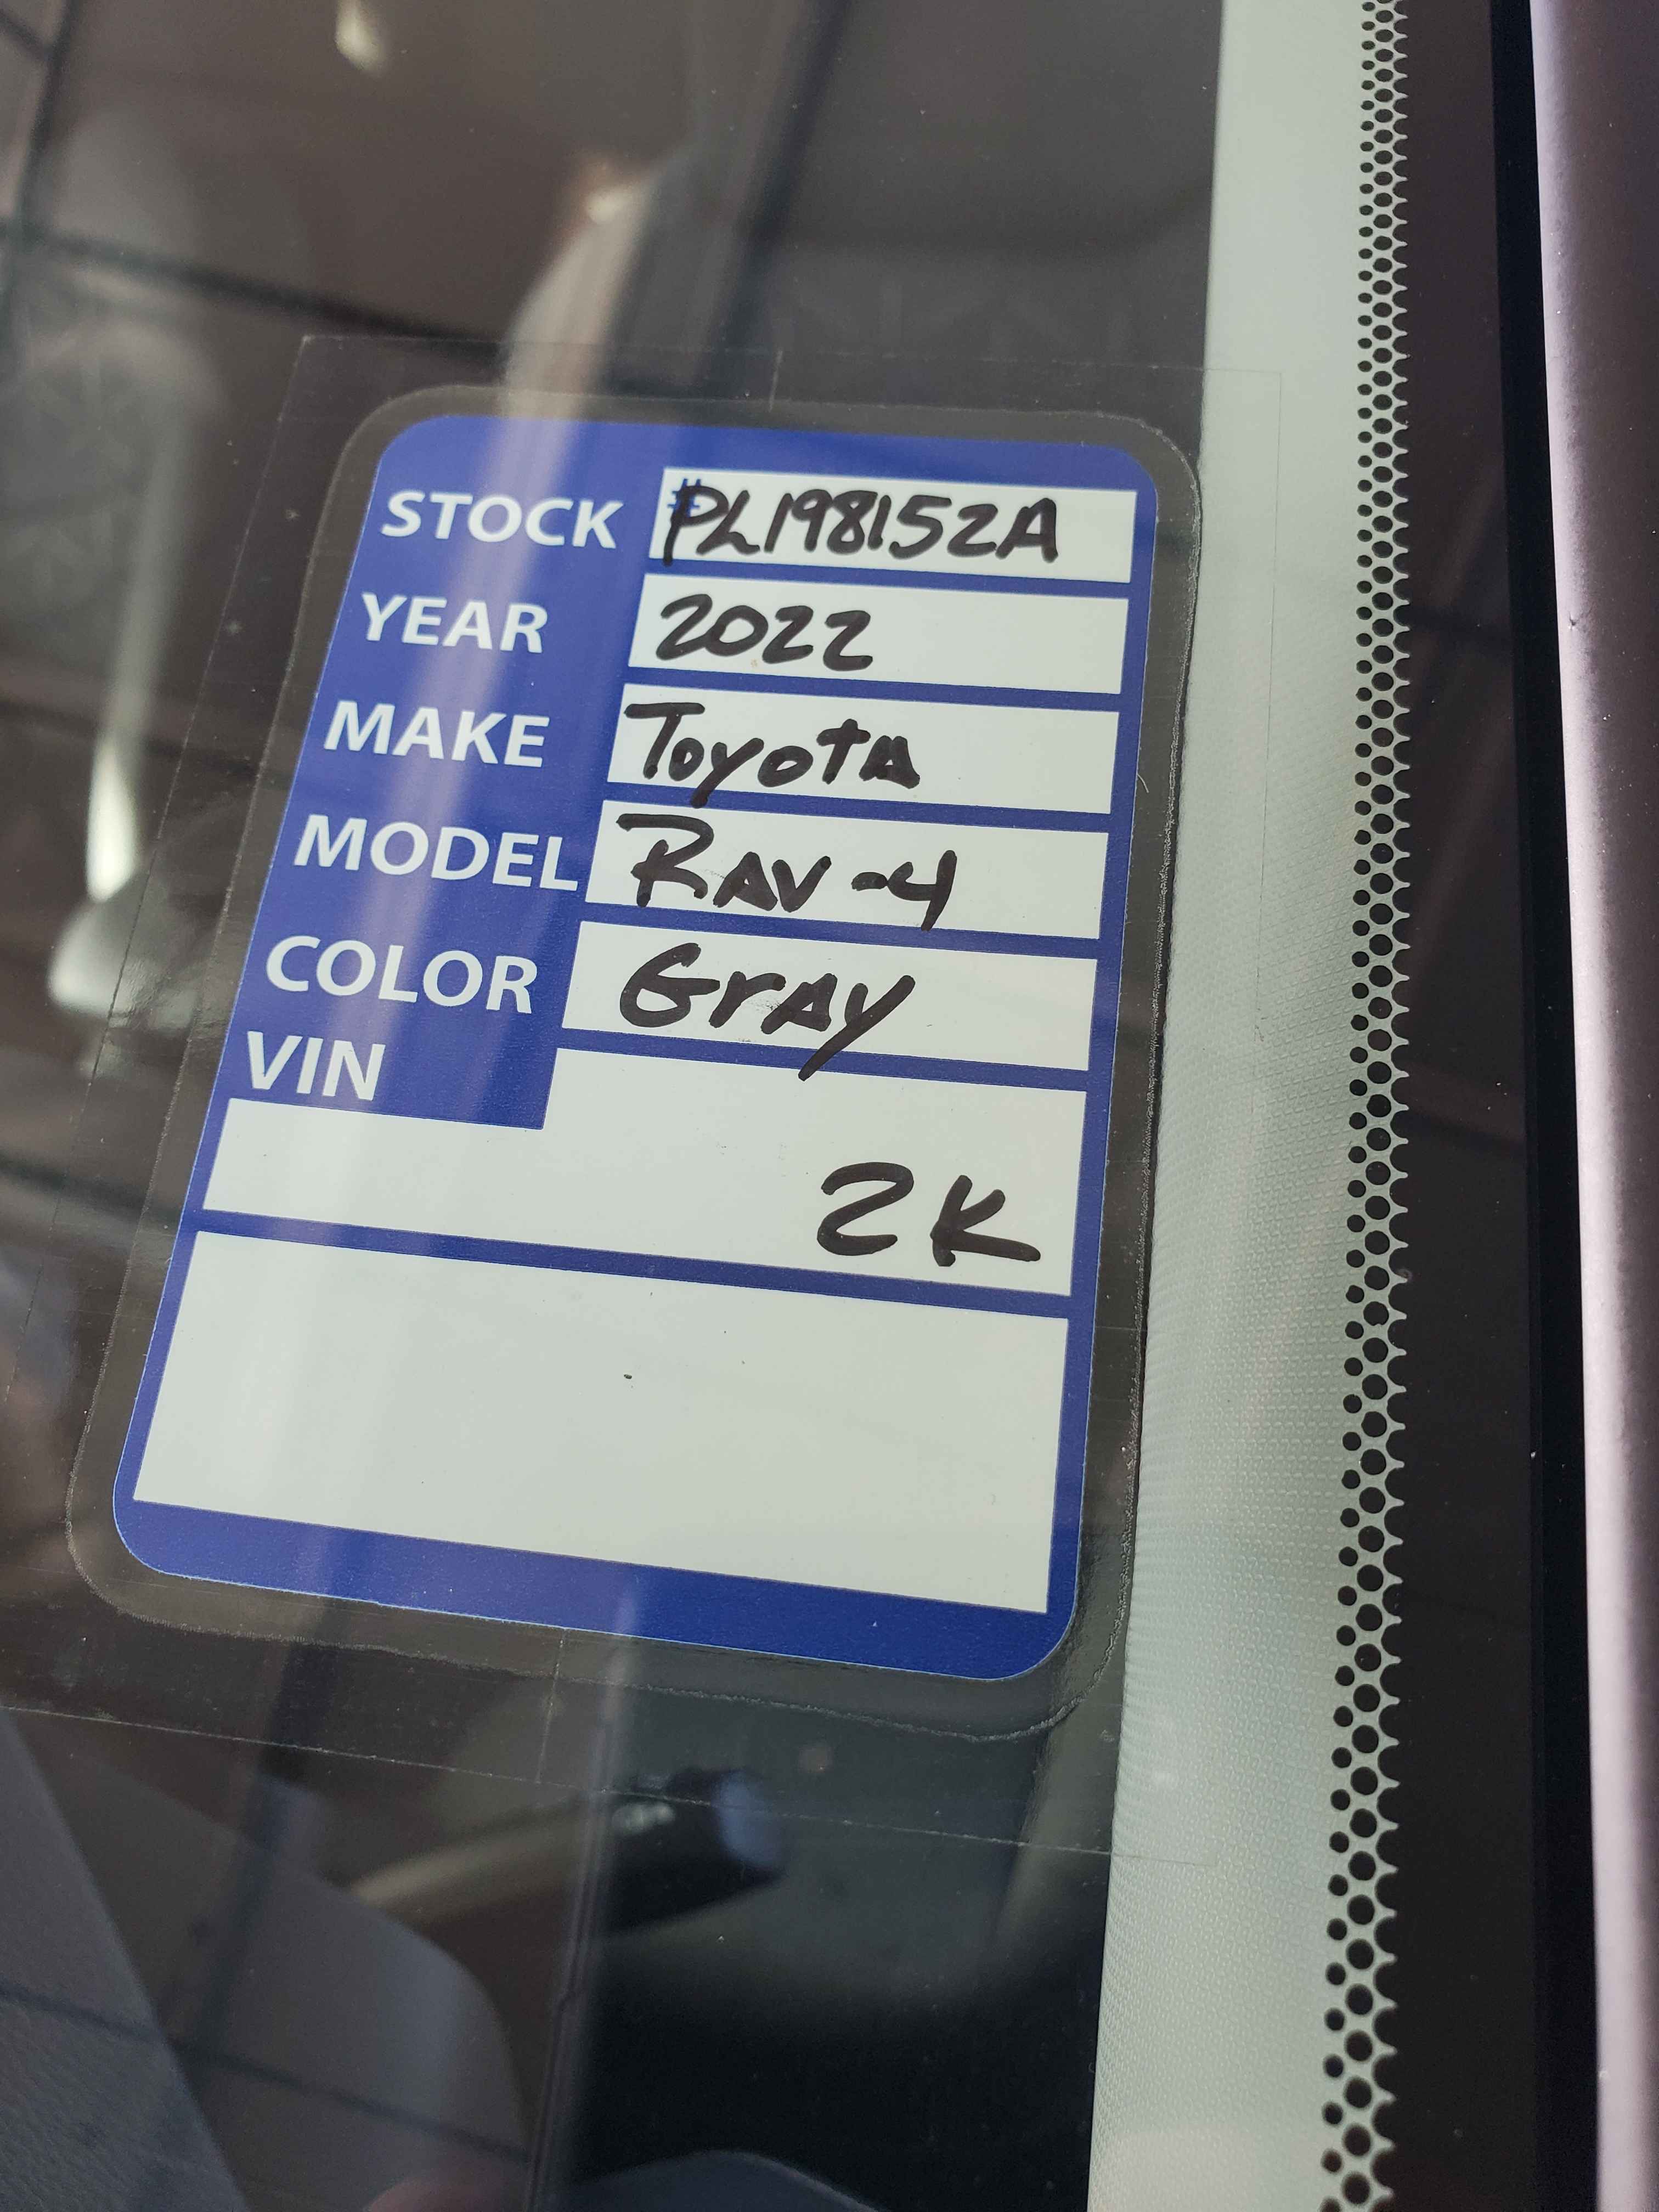 STOCK #PL198152A
YEAR 2022
MAKE Toyota
MODEL RAV-4
COLOR GrAy
VIN
2K